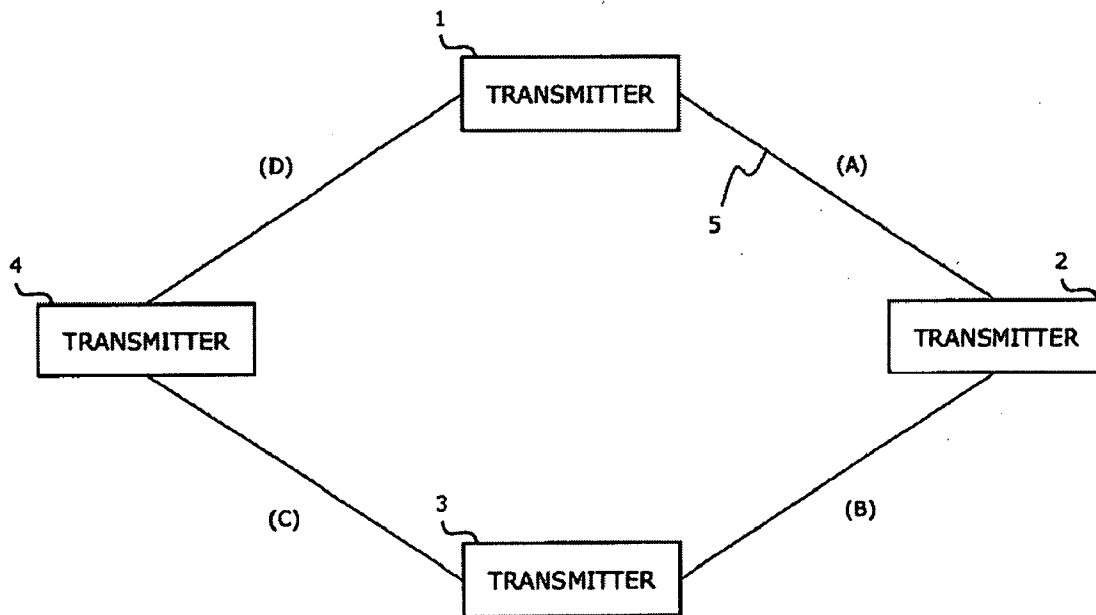 1
TRANSMITTER
(D)
(A)
5
4
2
TRANSMITTER
TRANSMITTER
(C)
(B)
3
TRANSMITTER